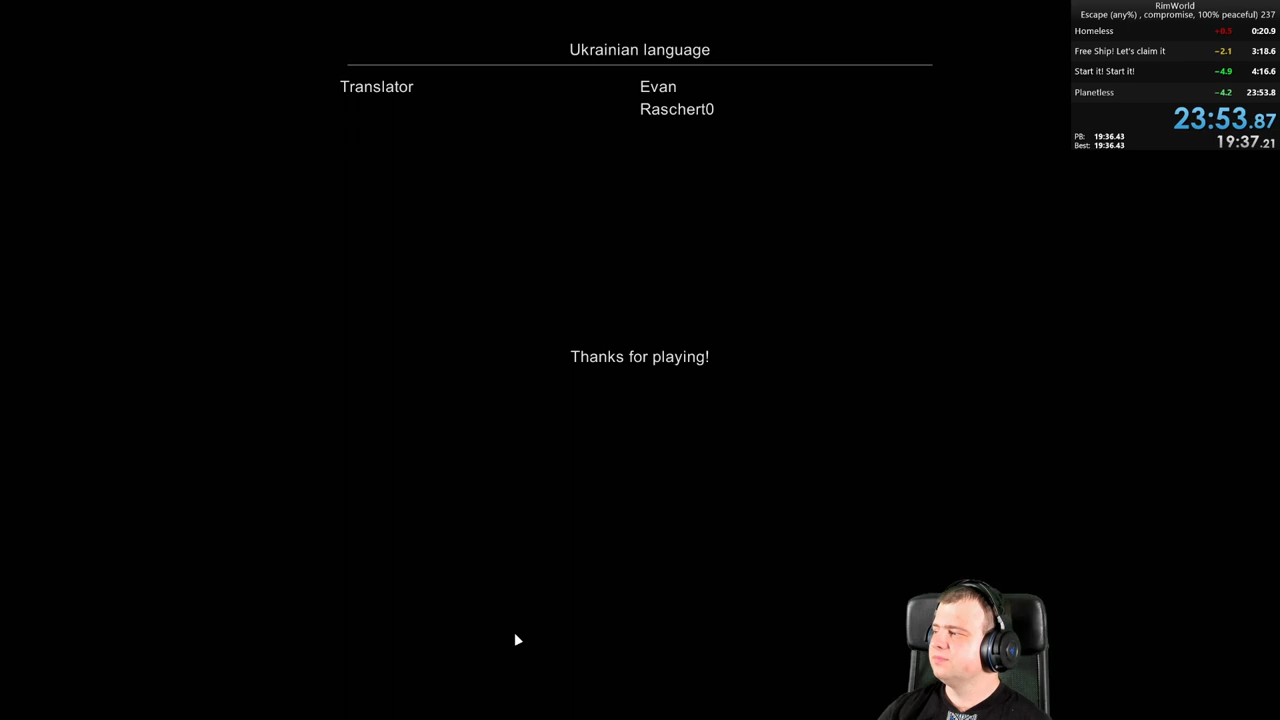 Ukrainian language
Translator
Evan
Raschert0
Thanks for playing!
RimWorld
Escape (any%) , compromise, 100% peaceful) 237
Homeless +0.5 0:20.9
Free Ship! Let's claim it −2.1 3:18.6
Start it! Start it! −4.9 4:16.6
Planetless −4.2 23:53.8
23:53.87
PB: 19:36.43
Best: 19:36.43
19:37.21